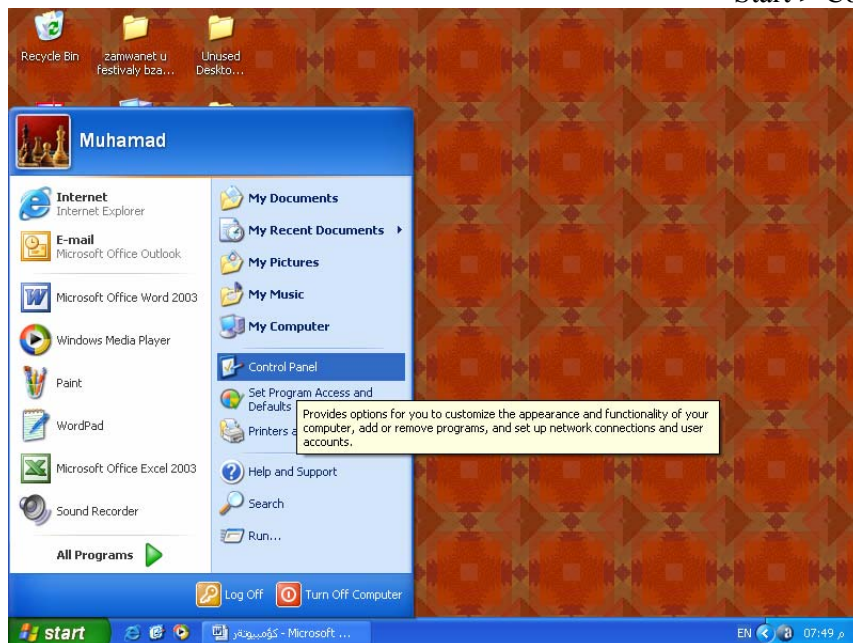 Start > Co
Recycle Bin
zamwanet u
festivaly bza...
Unused
Deskto...
Muhamad
Internet
Internet Explorer
E-mail
Microsoft Office Outlook
Microsoft Office Word 2003
Windows Media Player
Paint
WordPad
Microsoft Office Excel 2003
Sound Recorder
All Programs
My Documents
My Recent Documents
My Pictures
My Music
My Computer
Control Panel
Set Program Access and
Defaults
Printers a
Provides options for you to customize the appearance and functionality of your
computer, add or remove programs, and set up network connections and user
accounts.
Help and Support
Search
Run...
Log Off
Turn Off Computer
start
كؤمبيوتةر - Microsoft ...
EN
07:49 م